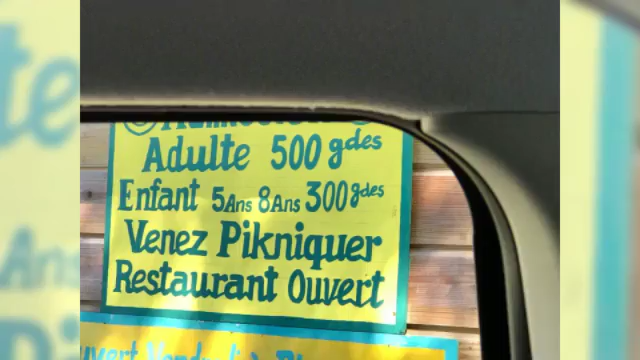 Adulte 500 gdes
Enfant 5Ans 8Ans 300 gdes
Venez Pikniquer
Restaurant Ouvert